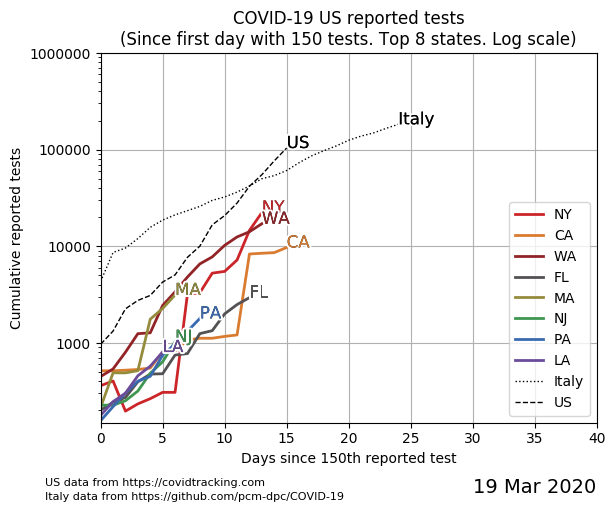 COVID-19 US reported tests
(Since first day with 150 tests. Top 8 states. Log scale)
Cumulative reported tests
1000000
100000
10000
1000
Italy
US
NY
WA
CA
FL
MA
PA
NJ
LA
NY
CA
WA
FL
MA
NJ
PA
LA
Italy
US
0 5 10 15 20 25 30 35 40
Days since 150th reported test
US data from https://covidtracking.com
Italy data from https://github.com/pcm-dpc/COVID-19
19 Mar 2020